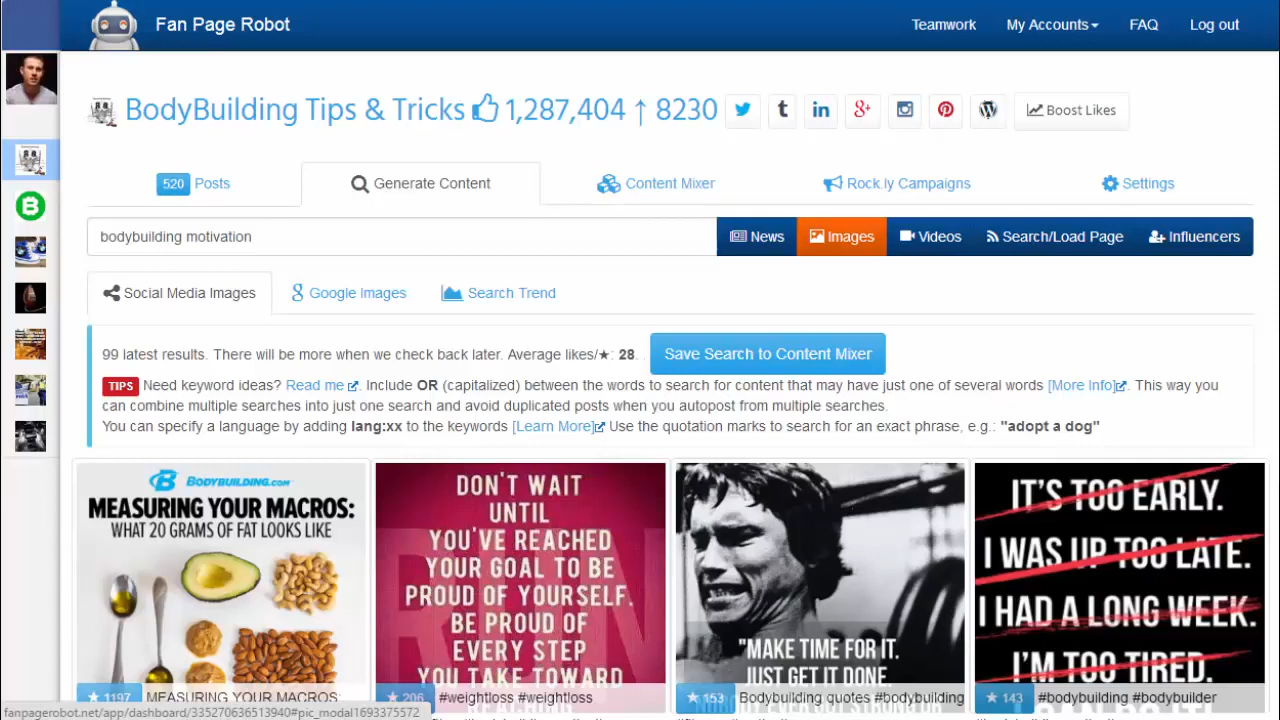 Fan Page Robot
Teamwork
My Accounts
FAQ
Log out
BodyBuilding Tips & Tricks 1,287,404 ↑ 8230
Boost Likes
520 Posts
Generate Content
Content Mixer
Rock.ly Campaigns
Settings
bodybuilding motivation
News
Images
Videos
Search/Load Page
Influencers
Social Media Images
Google Images
Search Trend
99 latest results. There will be more when we check back later. Average likes/★: 28.
Save Search to Content Mixer
TIPS Need keyword ideas? Read me. Include OR (capitalized) between the words to search for content that may have just one of several words [More Info]. This way you
can combine multiple searches into just one search and avoid duplicated posts when you autopost from multiple searches.
You can specify a language by adding lang:xx to the keywords [Learn More] Use the quotation marks to search for an exact phrase, e.g.: "adopt a dog"
BODYBUILDING.com
MEASURING YOUR MACROS:
WHAT 20 GRAMS OF FAT LOOKS LIKE
★ 1197 MEASURING YOUR MACROS:
DON'T WAIT
UNTIL
YOU'VE REACHED
YOUR GOAL TO BE
PROUD OF YOURSELF.
BE PROUD OF
EVERY STEP
YOU TAKE TOWARD
★ 206 #weightloss #weightloss
"MAKE TIME FOR IT.
JUST GET IT DONE.
★ 153 Bodybuilding quotes #bodybuilding
IT'S TOO EARLY.
I WAS UP TOO LATE.
I HAD A LONG WEEK.
I'M TOO TIRED.
★ 143 #bodybuilding #bodybuilder
fanpagerobot.net/app/dashboard/335270636513940#pic_modal1693375572